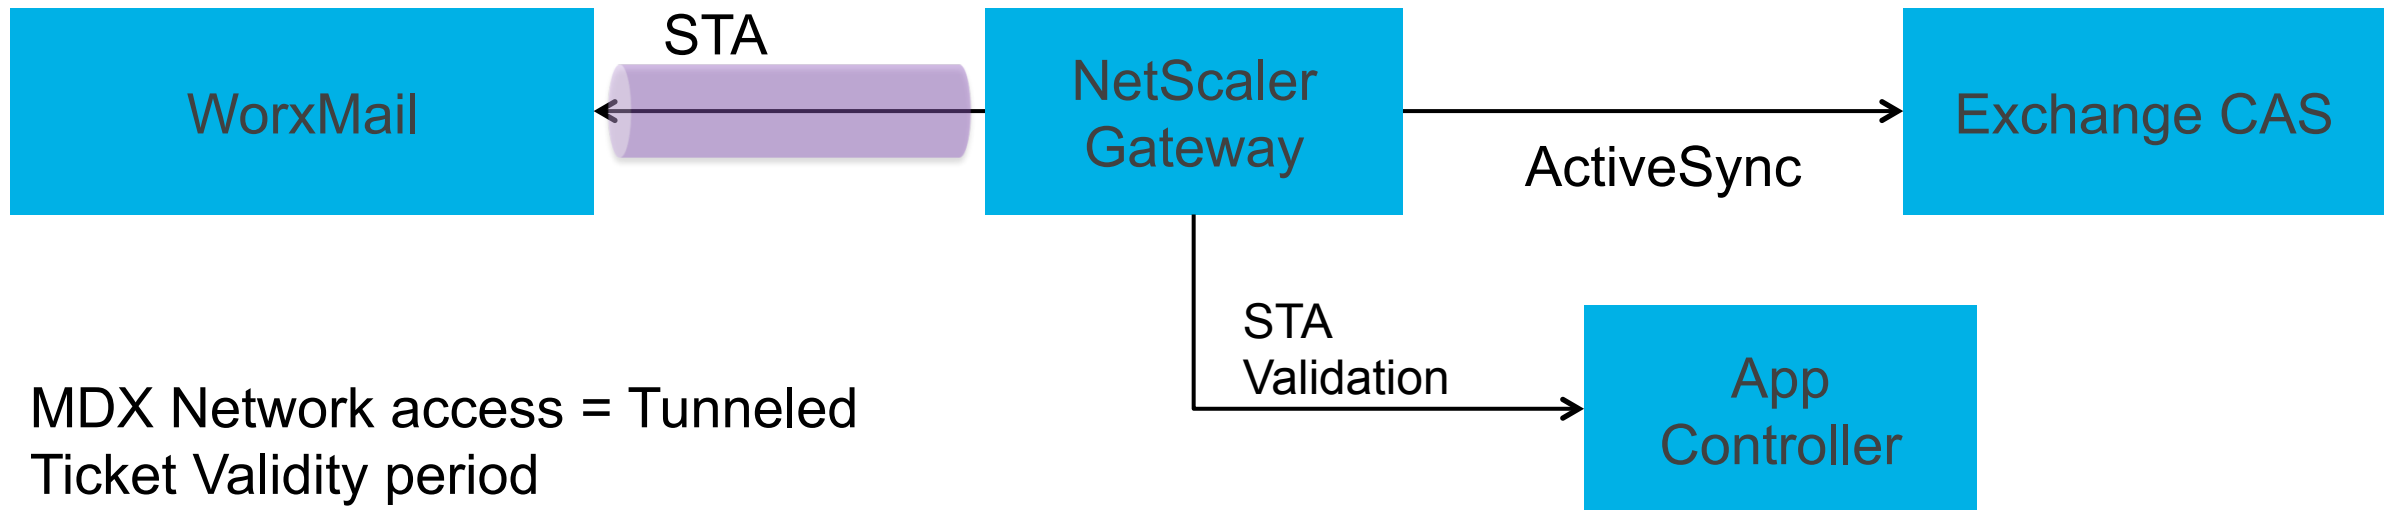 STA
WorxMail
NetScaler
Gateway
Exchange CAS
ActiveSync
STA
Validation
App
Controller
MDX Network access = Tunneled
Ticket Validity period